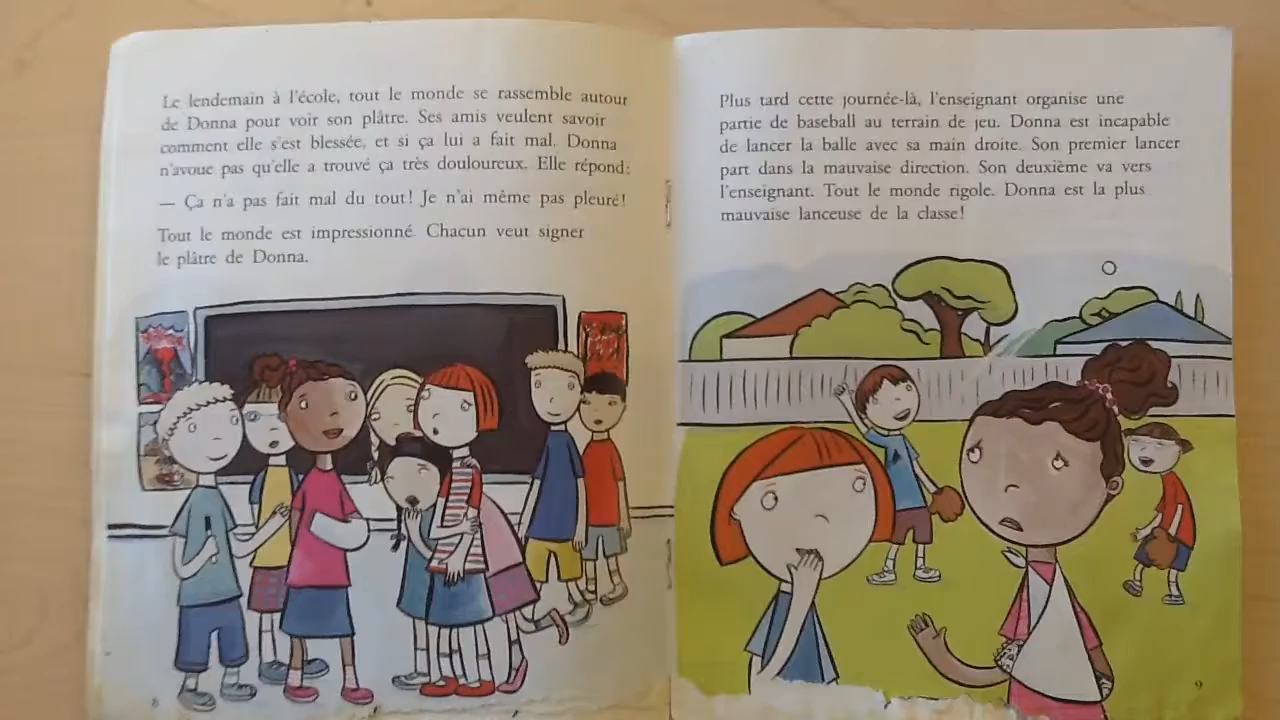 Le lendemain à l'école, tout le monde se rassemble autour
de Donna pour voir son plâtre. Ses amis veulent savoir
comment elle s'est blessée, et si ça lui a fait mal. Donna
n'avoue pas qu'elle a trouvé ça très douloureux. Elle répond:
— Ça n'a pas fait mal du tout! Je n'ai même pas pleuré!
Tout le monde est impressionné. Chacun veut signer
le plâtre de Donna.
8
Plus tard cette journée-là, l'enseignant organise une
partie de baseball au terrain de jeu. Donna est incapable
de lancer la balle avec sa main droite. Son premier lancer
part dans la mauvaise direction. Son deuxième va vers
l'enseignant. Tout le monde rigole. Donna est la plus
mauvaise lanceuse de la classe!
9